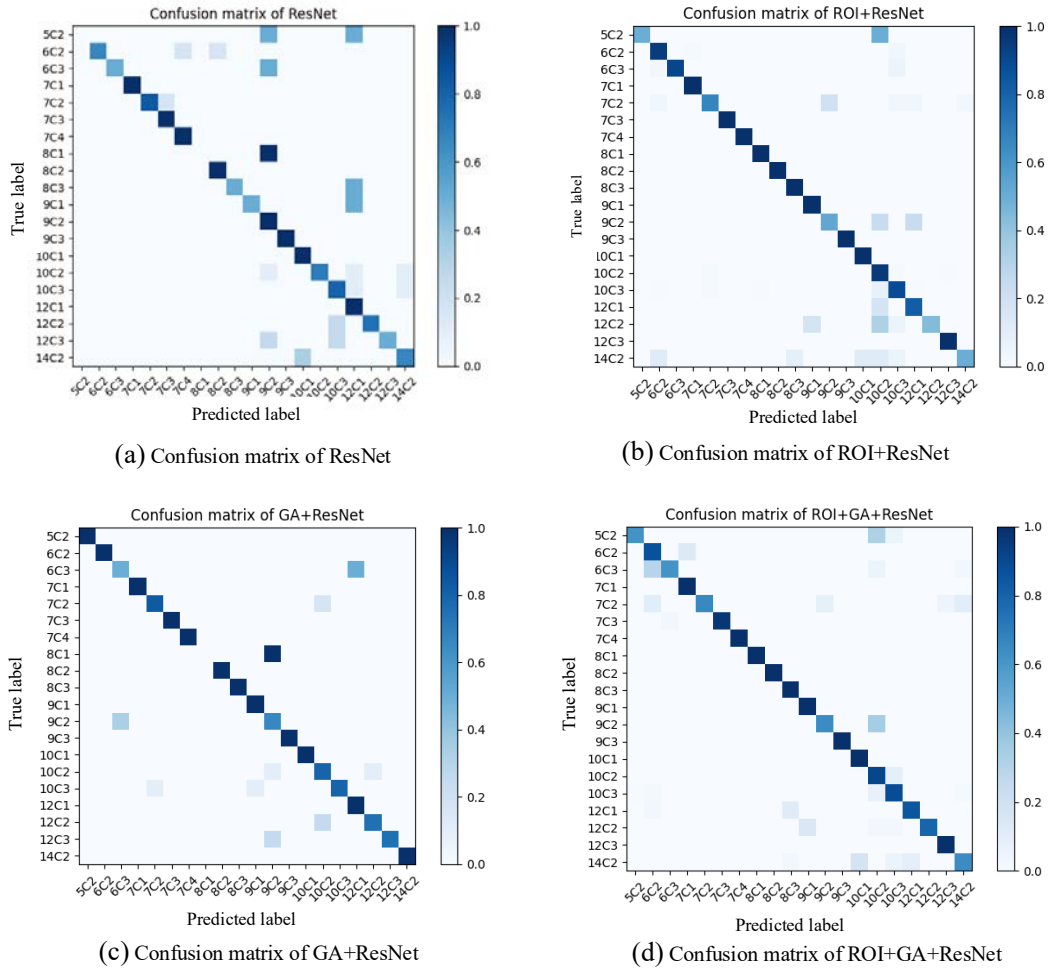 Confusion matrix of ResNet
True label
5C2
6C2
6C3
7C1
7C2
7C3
7C4
8C1
8C2
8C3
9C1
9C2
9C3
10C1
10C2
10C3
12C1
12C2
12C3
14C2
5C2 6C2 6C3 7C1 7C2 7C3 7C4 8C1 8C2 8C3 9C1 9C2 9C3 10C1 10C2 10C3 12C1 12C2 12C3 14C2
Predicted label
1.0
0.8
0.6
0.4
0.2
0.0
(a) Confusion matrix of ResNet
Confusion matrix of ROI+ResNet
True label
5C2
6C2
6C3
7C1
7C2
7C3
7C4
8C1
8C2
8C3
9C1
9C2
9C3
10C1
10C2
10C3
12C1
12C2
12C3
14C2
5C2 6C2 6C3 7C1 7C2 7C3 7C4 8C1 8C2 8C3 9C1 9C2 9C3 10C1 10C2 10C3 12C1 12C2 12C3 14C2
Predicted label
1.0
0.8
0.6
0.4
0.2
0.0
(b) Confusion matrix of ROI+ResNet
Confusion matrix of GA+ResNet
True label
5C2
6C2
6C3
7C1
7C2
7C3
7C4
8C1
8C2
8C3
9C1
9C2
9C3
10C1
10C2
10C3
12C1
12C2
12C3
14C2
5C2 6C2 6C3 7C1 7C2 7C3 7C4 8C1 8C2 8C3 9C1 9C2 9C3 10C1 10C2 10C3 12C1 12C2 12C3 14C2
Predicted label
1.0
0.8
0.6
0.4
0.2
0.0
(c) Confusion matrix of GA+ResNet
Confusion matrix of ROI+GA+ResNet
True label
5C2
6C2
6C3
7C1
7C2
7C3
7C4
8C1
8C2
8C3
9C1
9C2
9C3
10C1
10C2
10C3
12C1
12C2
12C3
14C2
5C2 6C2 6C3 7C1 7C2 7C3 7C4 8C1 8C2 8C3 9C1 9C2 9C3 10C1 10C2 10C3 12C1 12C2 12C3 14C2
Predicted label
1.0
0.8
0.6
0.4
0.2
0.0
(d) Confusion matrix of ROI+GA+ResNet